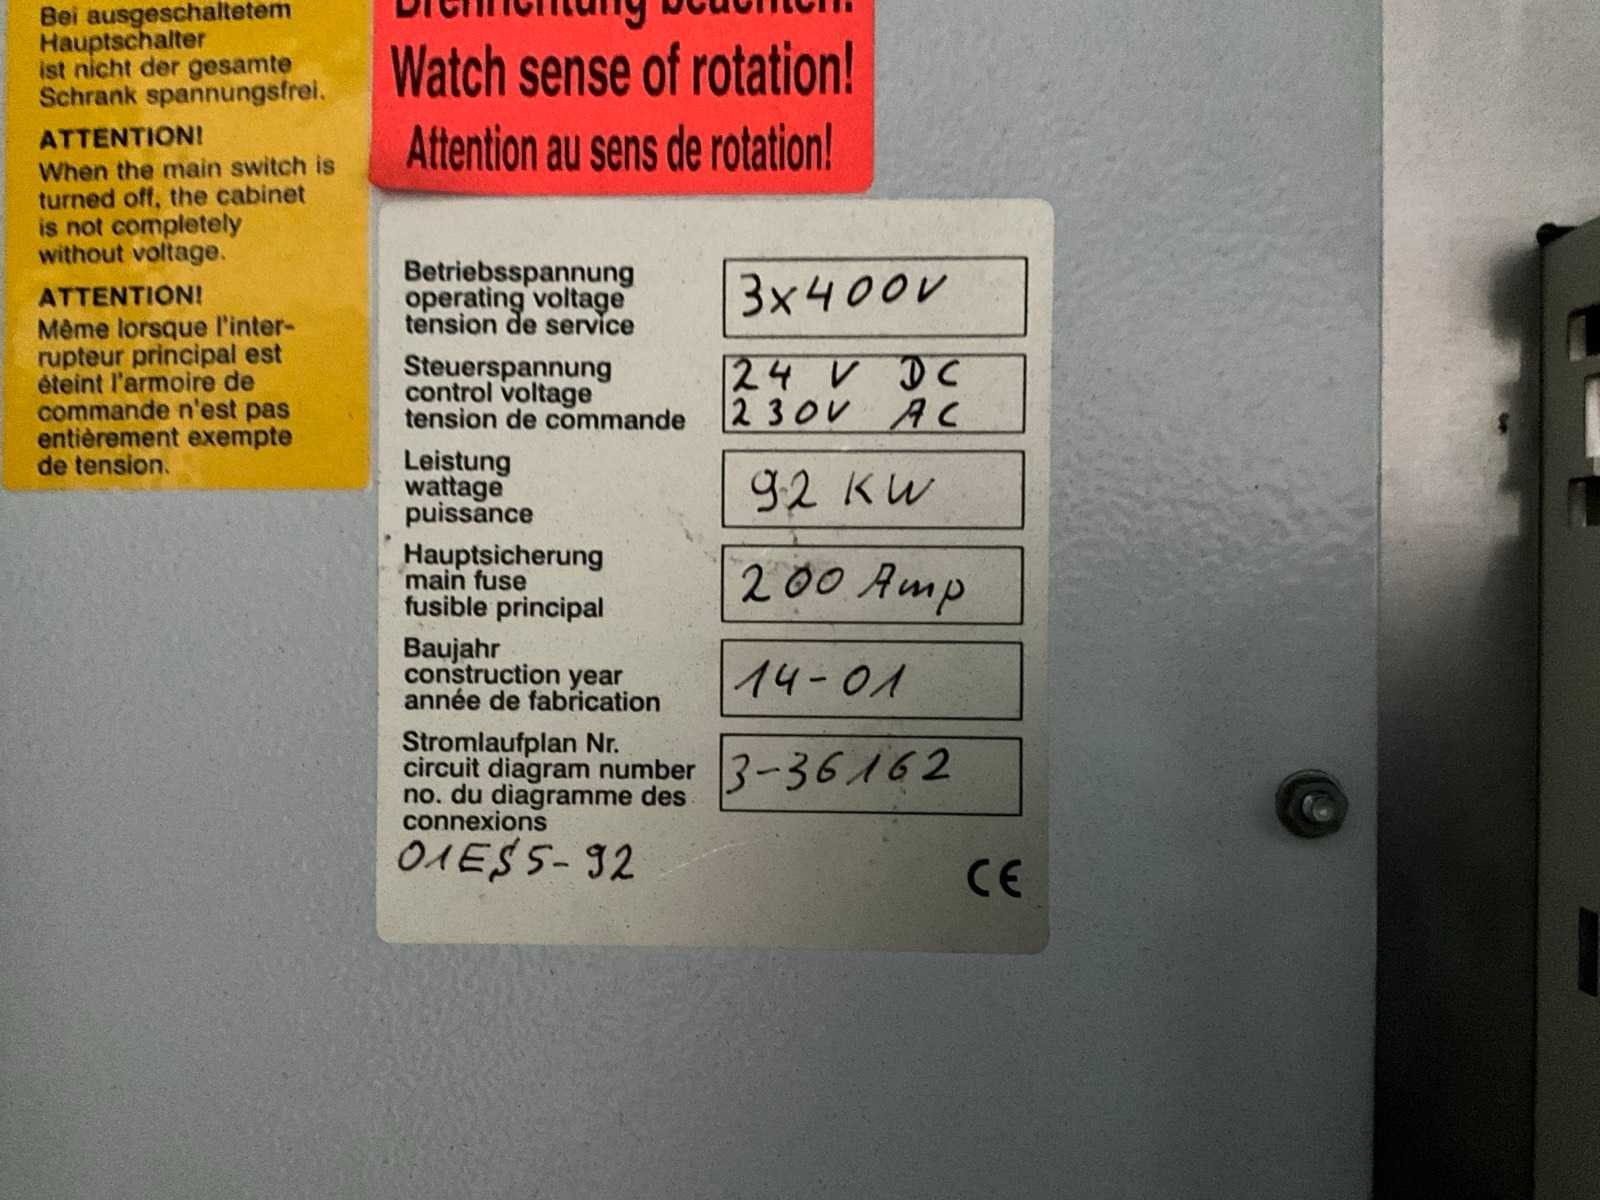 Bei ausgeschaltetem
Hauptschalter
ist nicht der gesamte
Schrank spannungsfrei.
ATTENTION!
When the main switch is
turned off, the cabinet
is not completely
without voltage.
ATTENTION!
Même lorsque l'inter-
rupteur principal est
éteint l'armoire de
commande n'est pas
entièrement exempte
de tension.
Drehrichtung beachten!
Watch sense of rotation!
Attention au sens de rotation!
Betriebsspannung
operating voltage
tension de service
3x400V
Steuerspannung
control voltage
tension de commande
24 V DC
230V AC
Leistung
wattage
puissance
92 KW
Hauptsicherung
main fuse
fusible principal
200 Amp
Baujahr
construction year
année de fabrication
14-01
Stromlaufplan Nr.
circuit diagram number
no. du diagramme des
connexions
3-36162
01ES5-92
CE